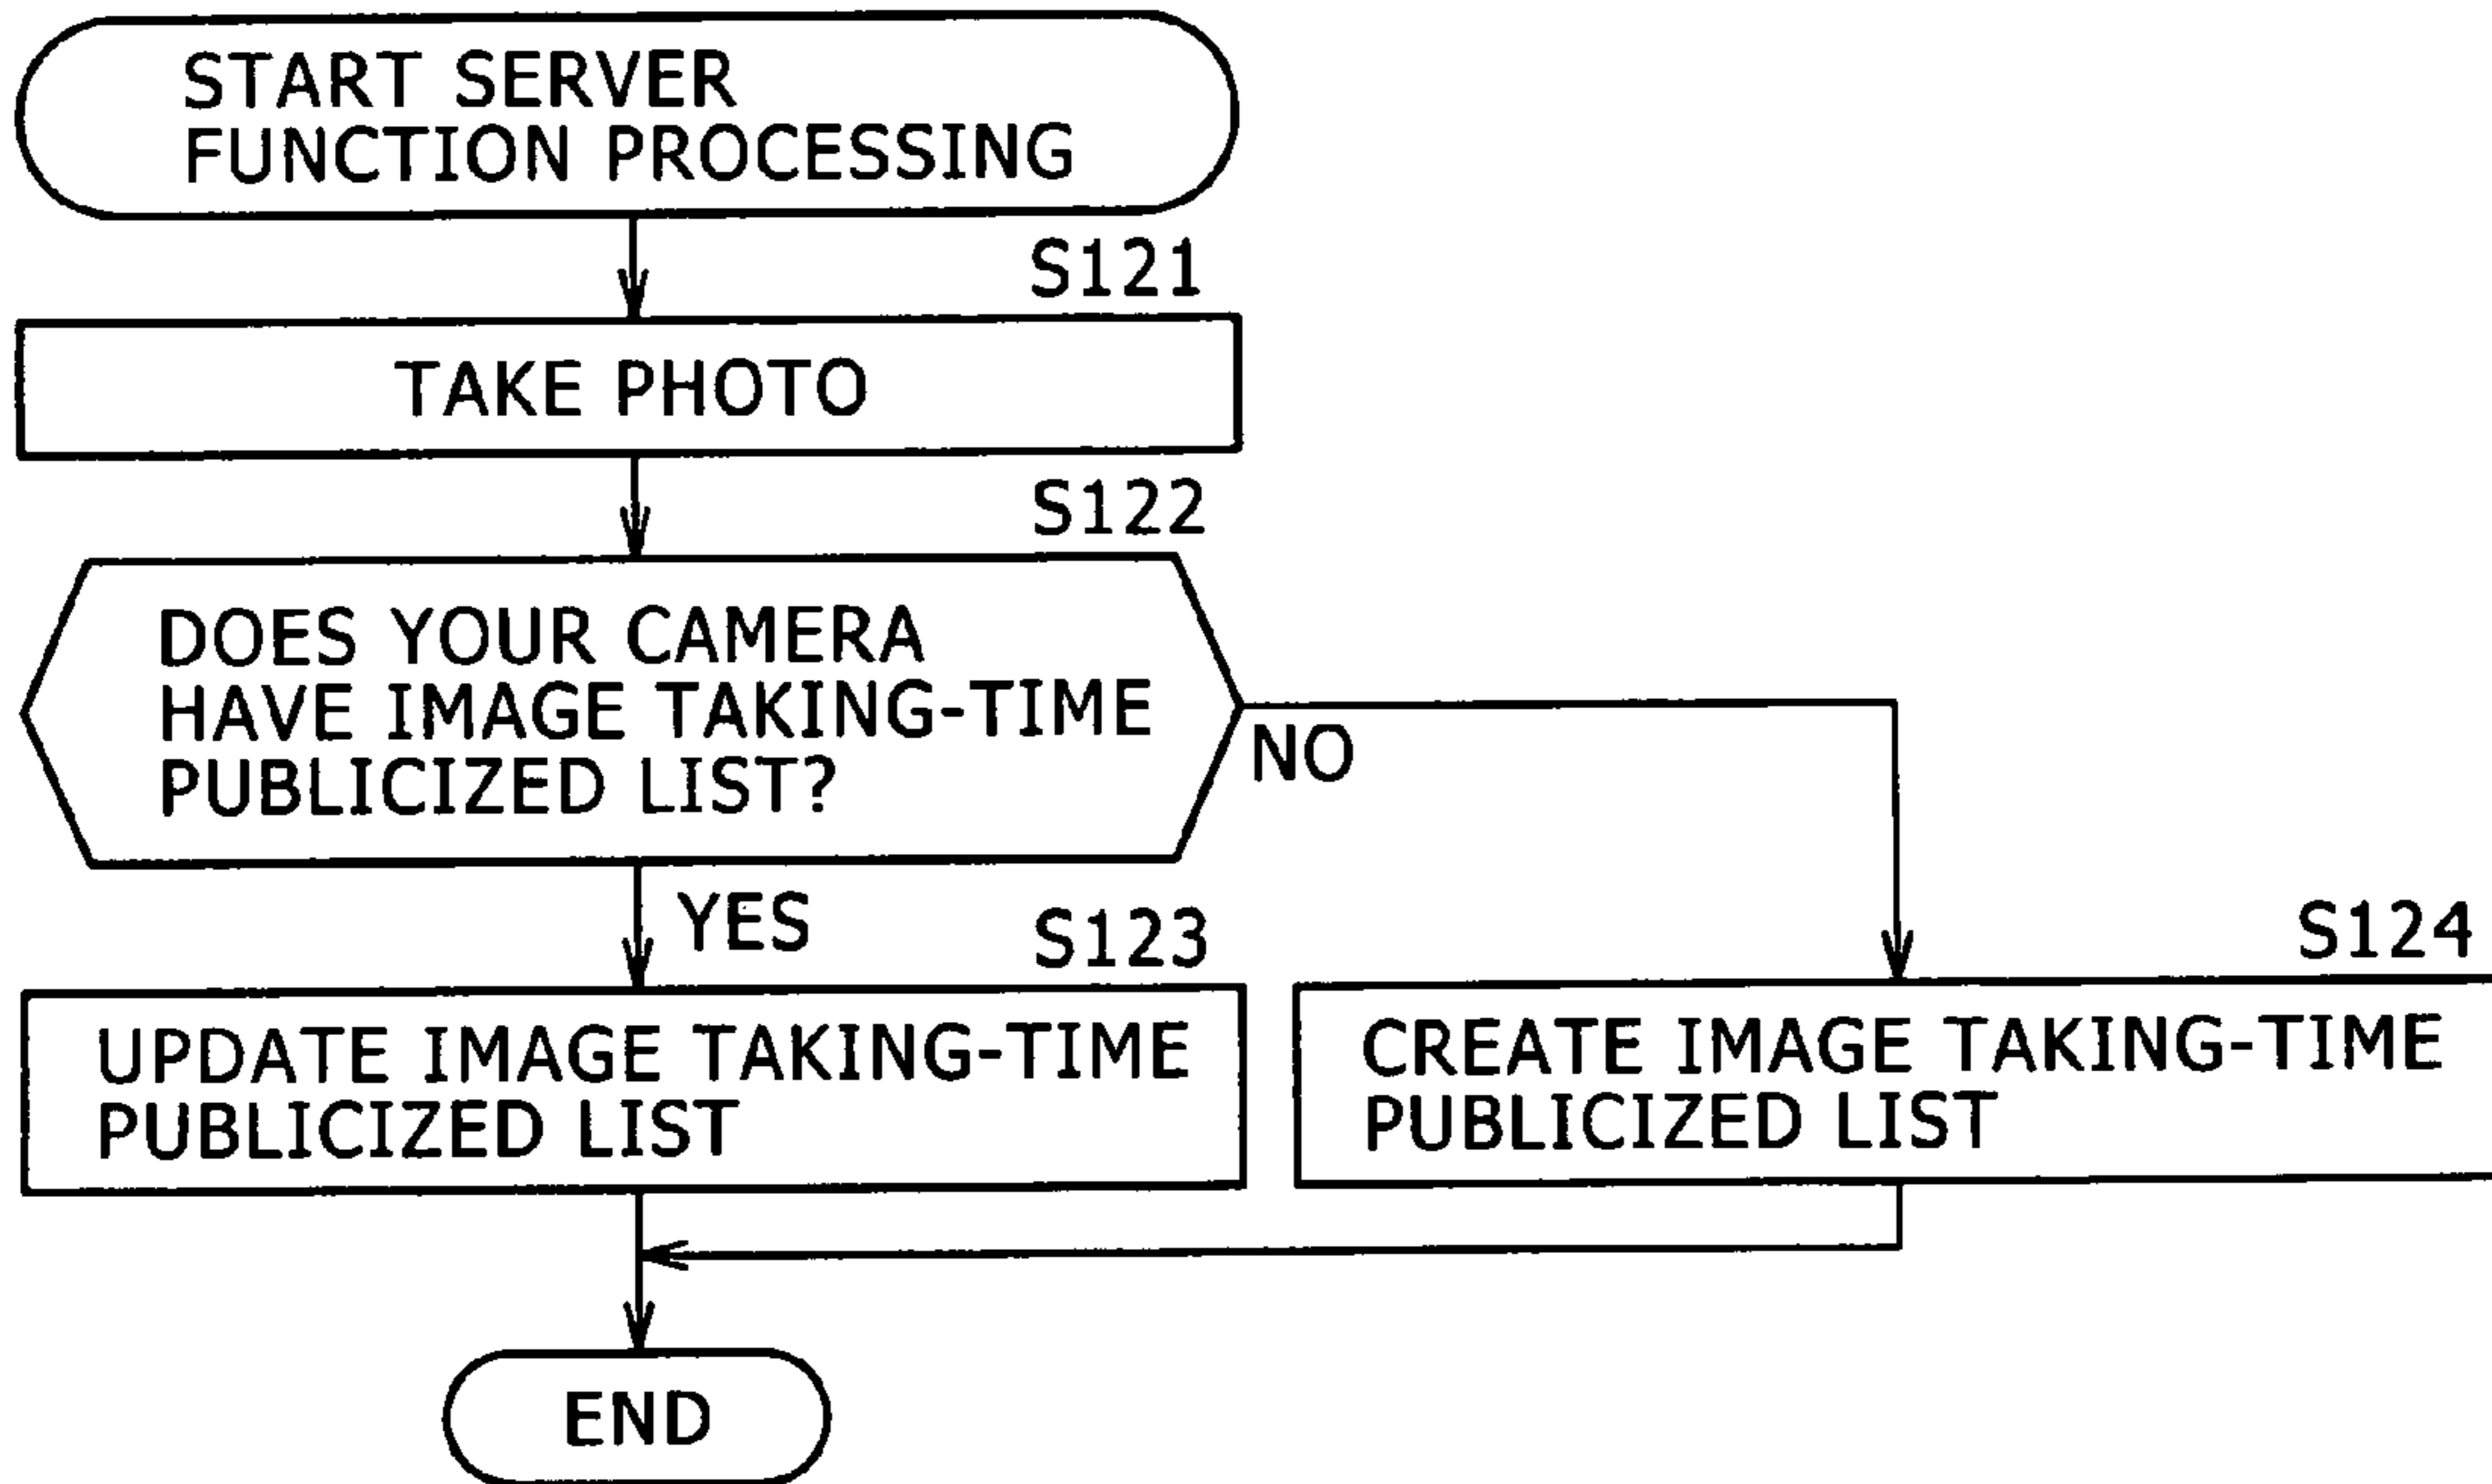 START SERVER
FUNCTION PROCESSING
S121
TAKE PHOTO
S122
DOES YOUR CAMERA
HAVE IMAGE TAKING-TIME
PUBLICIZED LIST?
NO
YES
S123
UPDATE IMAGE TAKING-TIME
PUBLICIZED LIST
S124
CREATE IMAGE TAKING-TIME
PUBLICIZED LIST
END